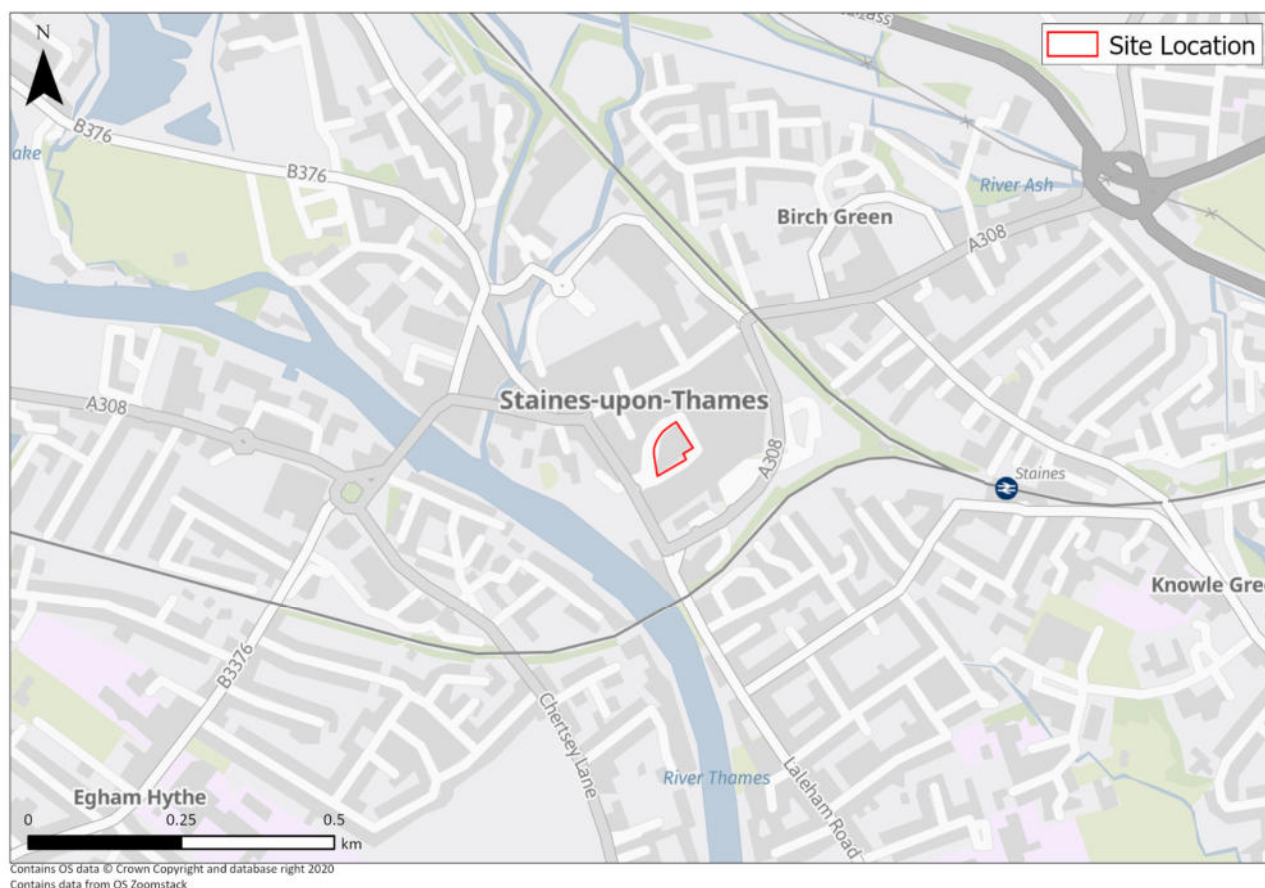 N
Site Location
B376
B376
River Ash
Birch Green
A308
Staines-upon-Thames
A308
A308
Staines
Knowle Gree
B3376
Chertsey Lane
River Thames
Laleham Road
Egham Hythe
0 0.25 0.5
km
Contains OS data © Crown Copyright and database right 2020
Contains data from OS Zoomstack